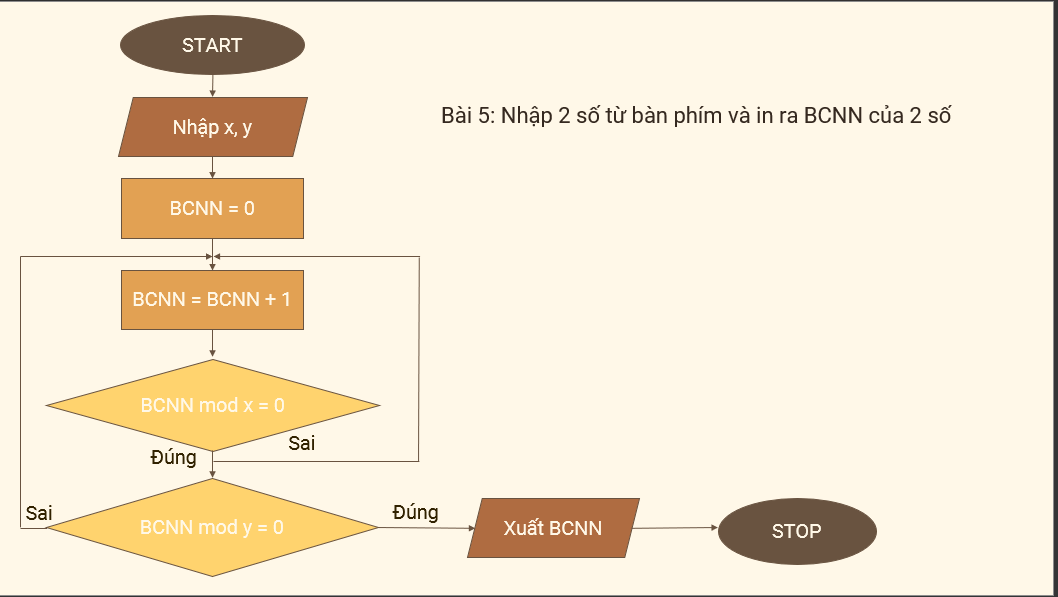 START
Nhập x, y
Bài 5: Nhập 2 số từ bàn phím và in ra BCNN của 2 số
BCNN = 0
BCNN = BCNN + 1
BCNN mod x = 0
Sai
Đúng
Sai
BCNN mod y = 0
Đúng
Xuất BCNN
STOP